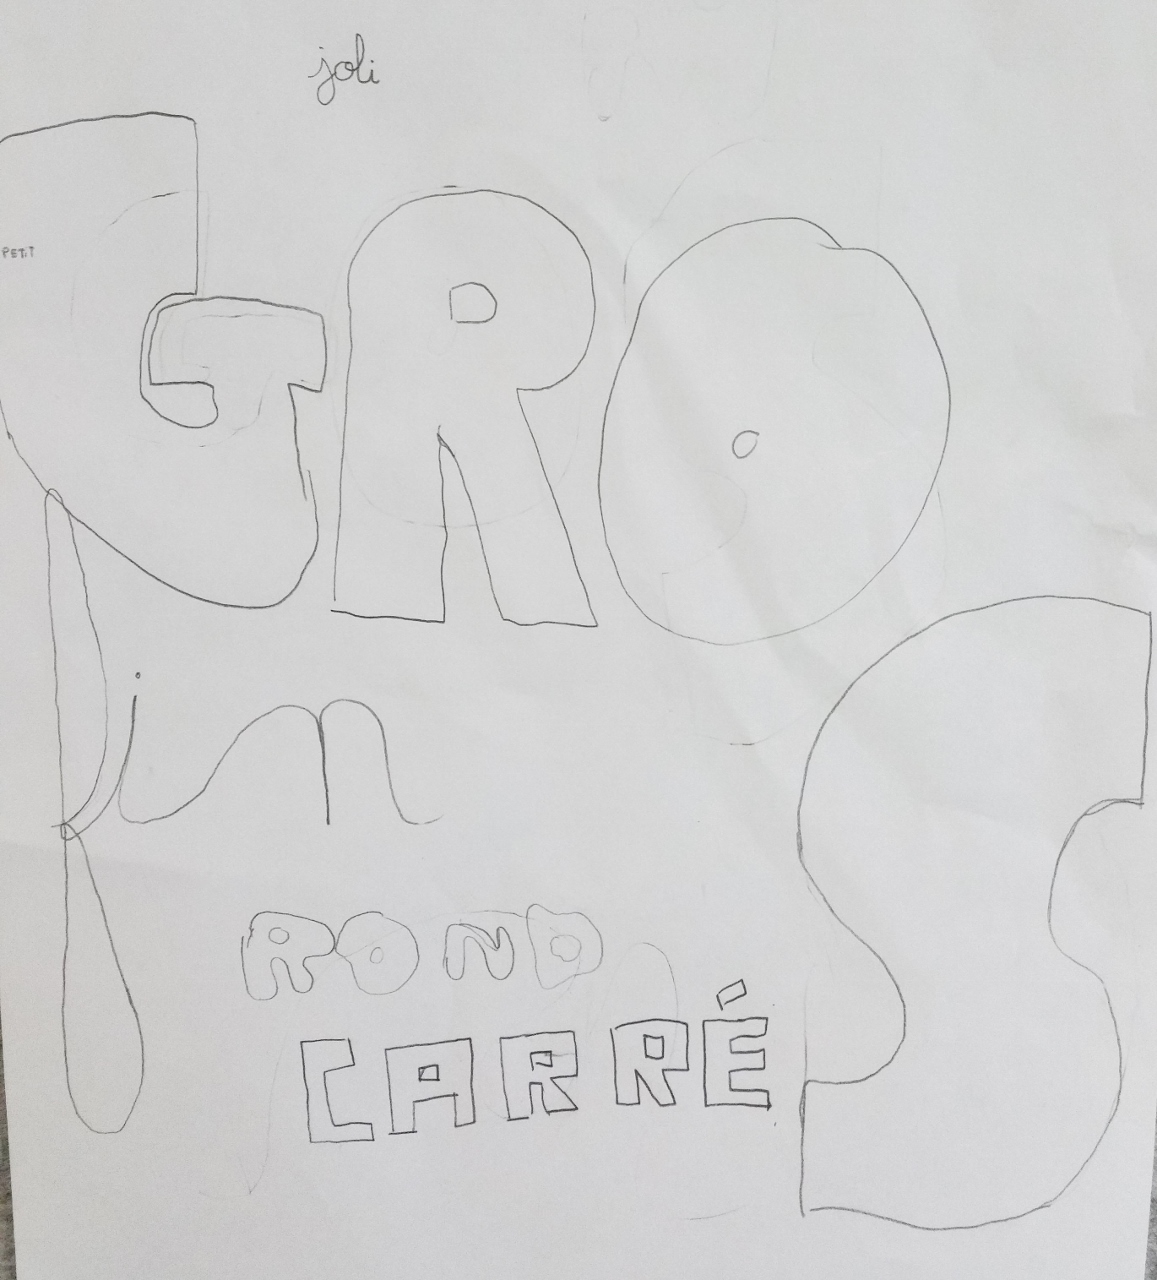 joli
PETIT
GROS
fin
ROND
CARRÉ